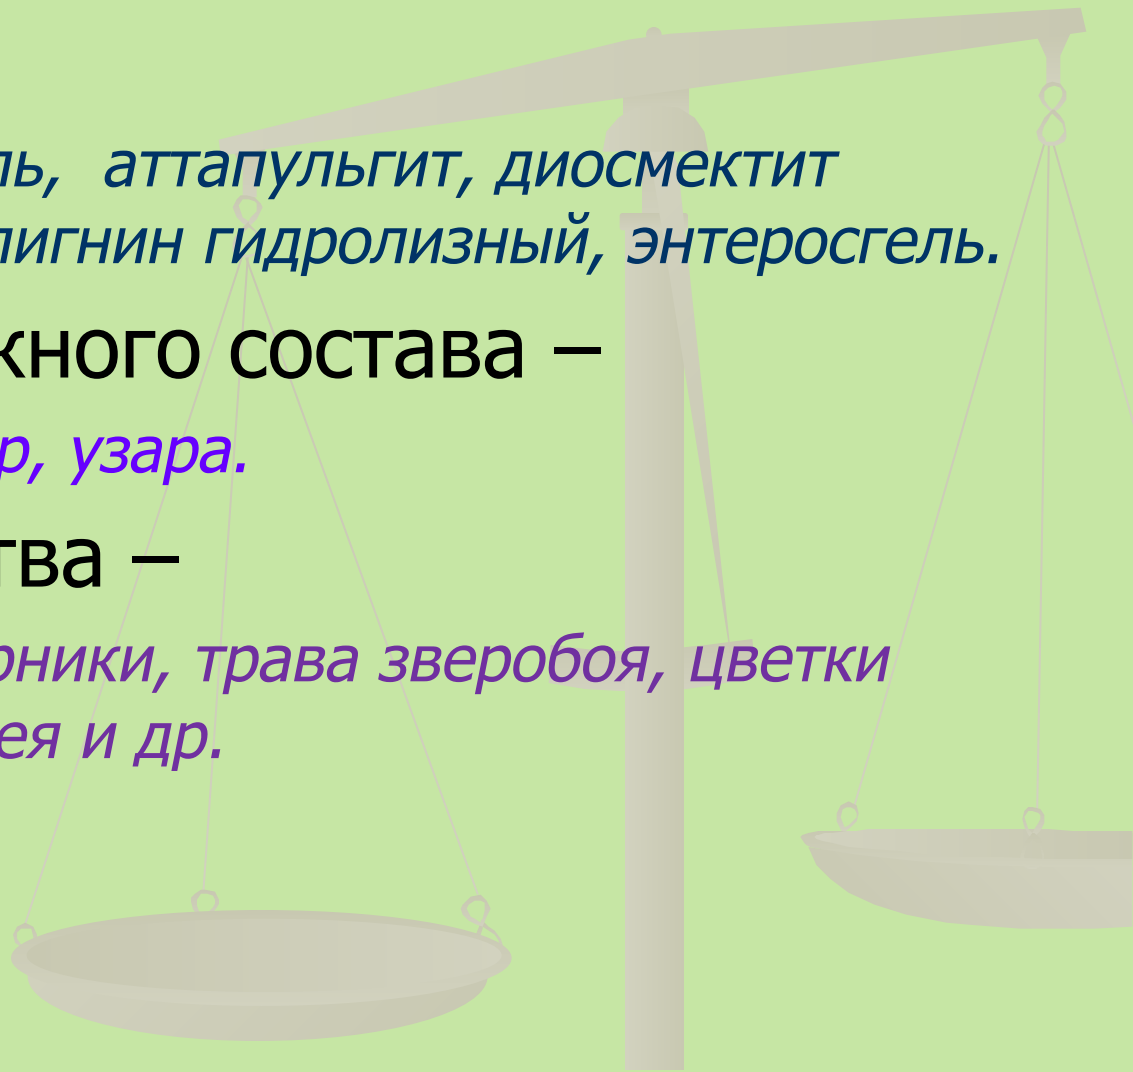 ль, аттапульгит, диосмектит
лигнин гидролизный, энтеросгель.
жного состава –
р, узара.
тва –
рники, трава зверобоя, цветки
ея и др.